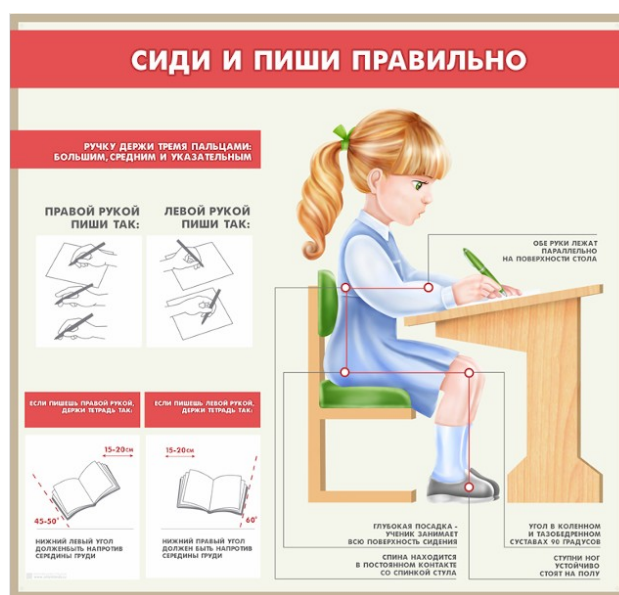 СИДИ И ПИШИ ПРАВИЛЬНО
РУЧКУ ДЕРЖИ ТРЕМЯ ПАЛЬЦАМИ:
БОЛЬШИМ, СРЕДНИМ И УКАЗАТЕЛЬНЫМ
ПРАВОЙ РУКОЙ
ПИШИ ТАК:
ЛЕВОЙ РУКОЙ
ПИШИ ТАК:
ОБЕ РУКИ ЛЕЖАТ
ПАРАЛЛЕЛЬНО
НА ПОВЕРХНОСТИ СТОЛА
ЕСЛИ ПИШЕШЬ ПРАВОЙ РУКОЙ,
ДЕРЖИ ТЕТРАДЬ ТАК:
ЕСЛИ ПИШЕШЬ ЛЕВОЙ РУКОЙ,
ДЕРЖИ ТЕТРАДЬ ТАК:
15-20см
45-50°
15-20см
60°
НИЖНИЙ ЛЕВЫЙ УГОЛ
ДОЛЖЕНБЫТЬ НАПРОТИВ
СЕРЕДИНЫ ГРУДИ
НИЖНИЙ ПРАВЫЙ УГОЛ
ДОЛЖЕН БЫТЬ НАПРОТИВ
СЕРЕДИНЫ ГРУДИ
ГЛУБОКАЯ ПОСАДКА -
УЧЕНИК ЗАНИМАЕТ
ВСЮ ПОВЕРХНОСТЬ СИДЕНИЯ
СПИНА НАХОДИТСЯ
В ПОСТОЯННОМ КОНТАКТЕ
СО СПИНКОЙ СТУЛА
УГОЛ В КОЛЕННОМ
И ТАЗОБЕДРЕННОМ
СУСТАВАХ 90 ГРАДУСОВ
СТУПНИ НОГ
УСТОЙЧИВО
СТОЯТ НА ПОЛУ